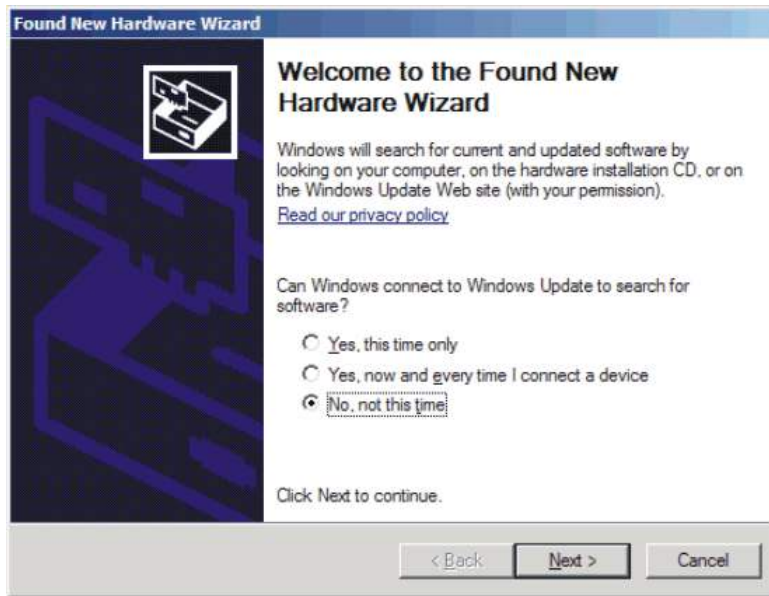 Found New Hardware Wizard
Welcome to the Found New
Hardware Wizard
Windows will search for current and updated software by
looking on your computer, on the hardware installation CD, or on
the Windows Update Web site (with your permission).
Read our privacy policy
Can Windows connect to Windows Update to search for
software?
Yes, this time only
Yes, now and every time I connect a device
No, not this time
Click Next to continue.
< Back Next > Cancel